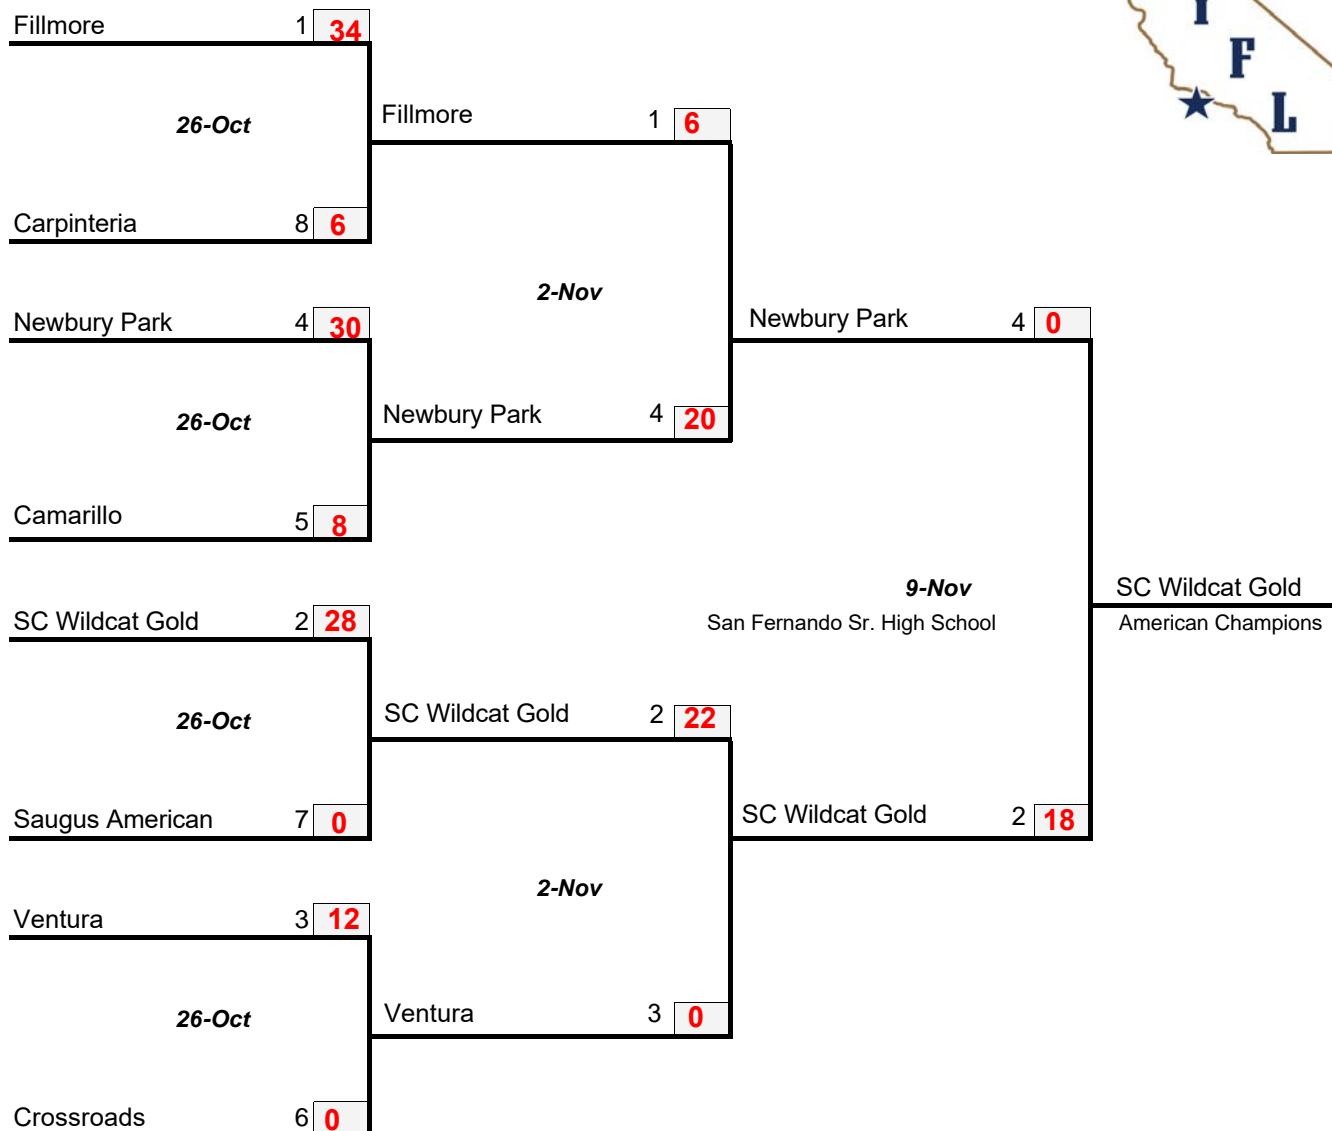 Fillmore 1 34
26-Oct
Carpinteria 8 6
Newbury Park 4 30
26-Oct
Camarillo 5 8
SC Wildcat Gold 2 28
26-Oct
Saugus American 7 0
Ventura 3 12
26-Oct
Crossroads 6 0
Fillmore 1 6
2-Nov
Newbury Park 4 20
SC Wildcat Gold 2 22
2-Nov
Ventura 3 0
Newbury Park 4 0
9-Nov
San Fernando Sr. High School
SC Wildcat Gold 2 18
SC Wildcat Gold
American Champions
F
L